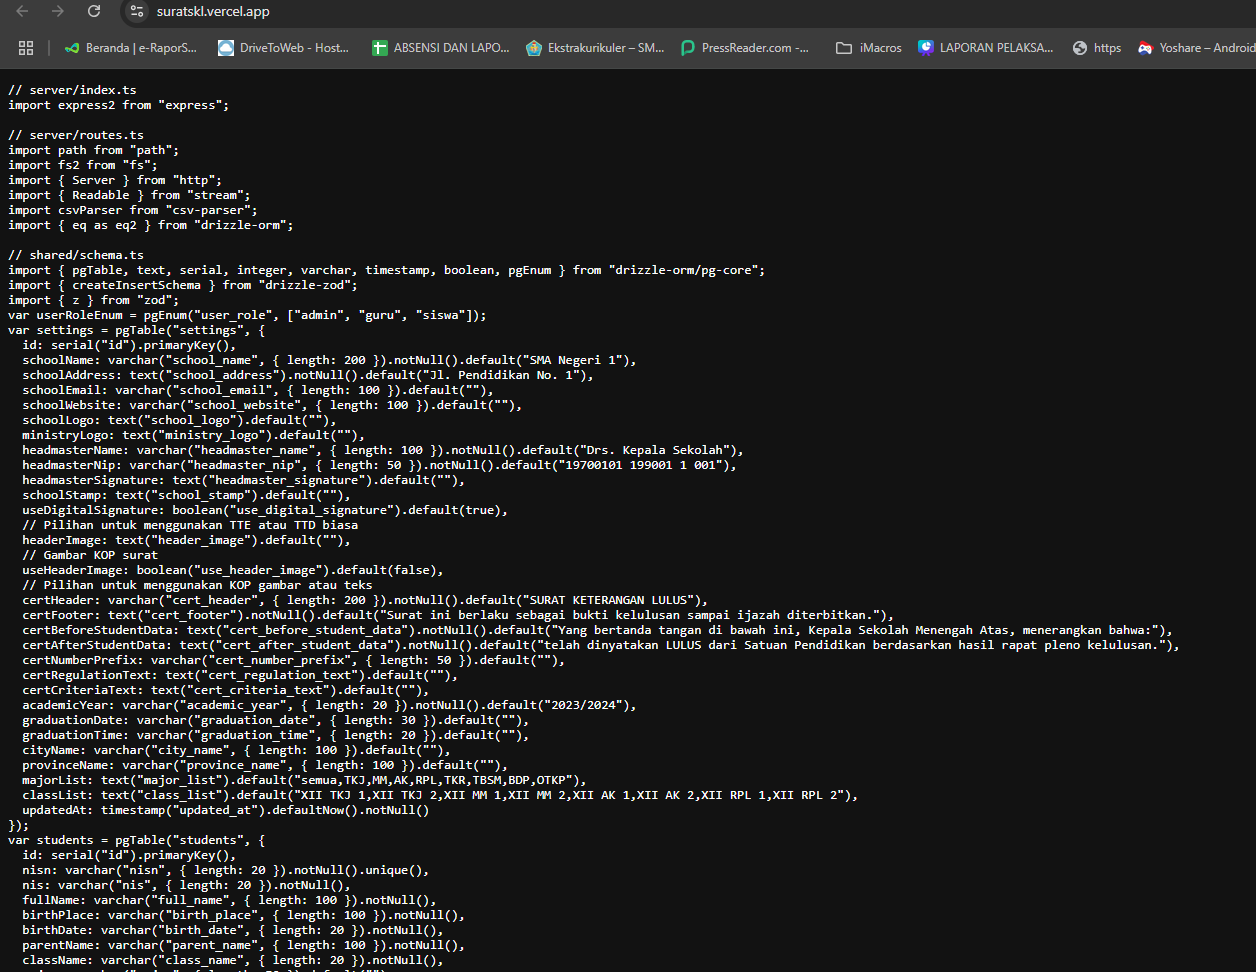 suratskl.vercel.app
Beranda | e-RaporS...
DriveToWeb - Host...
ABSENSI DAN LAPO...
Ekstrakurikuler – SM...
PressReader.com -...
iMacros
LAPORAN PELAKSA...
https
Yoshare – Android
// server/index.ts
import express2 from "express";
// server/routes.ts
import path from "path";
import fs2 from "fs";
import { Server } from "http";
import { Readable } from "stream";
import csvParser from "csv-parser";
import { eq as eq2 } from "drizzle-orm";
// shared/schema.ts
import { pgTable, text, serial, integer, varchar, timestamp, boolean, pgEnum } from "drizzle-orm/pg-core";
import { createInsertSchema } from "drizzle-zod";
import { z } from "zod";
var userRoleEnum = pgEnum("user_role", ["admin", "guru", "siswa"]);
var settings = pgTable("settings", {
  id: serial("id").primaryKey(),
  schoolName: varchar("school_name", { length: 200 }).notNull().default("SMA Negeri 1"),
  schoolAddress: text("school_address").notNull().default("Jl. Pendidikan No. 1"),
  schoolEmail: varchar("school_email", { length: 100 }).default(""),
  schoolWebsite: varchar("school_website", { length: 100 }).default(""),
  schoolLogo: text("school_logo").default(""),
  ministryLogo: text("ministry_logo").default(""),
  headmasterName: varchar("headmaster_name", { length: 100 }).notNull().default("Drs. Kepala Sekolah"),
  headmasterNip: varchar("headmaster_nip", { length: 50 }).notNull().default("19700101 199001 1 001"),
  headmasterSignature: text("headmaster_signature").default(""),
  schoolStamp: text("school_stamp").default(""),
  useDigitalSignature: boolean("use_digital_signature").default(true),
  // Pilihan untuk menggunakan TTE atau TTD biasa
  headerImage: text("header_image").default(""),
  // Gambar KOP surat
  useHeaderImage: boolean("use_header_image").default(false),
  // Pilihan untuk menggunakan KOP gambar atau teks
  certHeader: varchar("cert_header", { length: 200 }).notNull().default("SURAT KETERANGAN LULUS"),
  certFooter: text("cert_footer").notNull().default("Surat ini berlaku sebagai bukti kelulusan sampai ijazah diterbitkan."),
  certBeforeStudentData: text("cert_before_student_data").notNull().default("Yang bertanda tangan di bawah ini, Kepala Sekolah Menengah Atas, menerangkan bahwa:"),
  certAfterStudentData: text("cert_after_student_data").notNull().default("telah dinyatakan LULUS dari Satuan Pendidikan berdasarkan hasil rapat pleno kelulusan."),
  certNumberPrefix: varchar("cert_number_prefix", { length: 50 }).default(""),
  certRegulationText: text("cert_regulation_text").default(""),
  certCriteriaText: text("cert_criteria_text").default(""),
  academicYear: varchar("academic_year", { length: 20 }).notNull().default("2023/2024"),
  graduationDate: varchar("graduation_date", { length: 30 }).default(""),
  graduationTime: varchar("graduation_time", { length: 20 }).default(""),
  cityName: varchar("city_name", { length: 100 }).default(""),
  provinceName: varchar("province_name", { length: 100 }).default(""),
  majorList: text("major_list").default("semua,TKJ,MM,AK,RPL,TKR,TBSM,BDP,OTKP"),
  classList: text("class_list").default("XII TKJ 1,XII TKJ 2,XII MM 1,XII MM 2,XII AK 1,XII AK 2,XII RPL 1,XII RPL 2"),
  updatedAt: timestamp("updated_at").defaultNow().notNull()
});
var students = pgTable("students", {
  id: serial("id").primaryKey(),
  nisn: varchar("nisn", { length: 20 }).notNull().unique(),
  nis: varchar("nis", { length: 20 }).notNull(),
  fullName: varchar("full_name", { length: 100 }).notNull(),
  birthPlace: varchar("birth_place", { length: 100 }).notNull(),
  birthDate: varchar("birth_date", { length: 20 }).notNull(),
  parentName: varchar("parent_name", { length: 100 }).notNull(),
  className: varchar("class_name", { length: 20 }).notNull(),